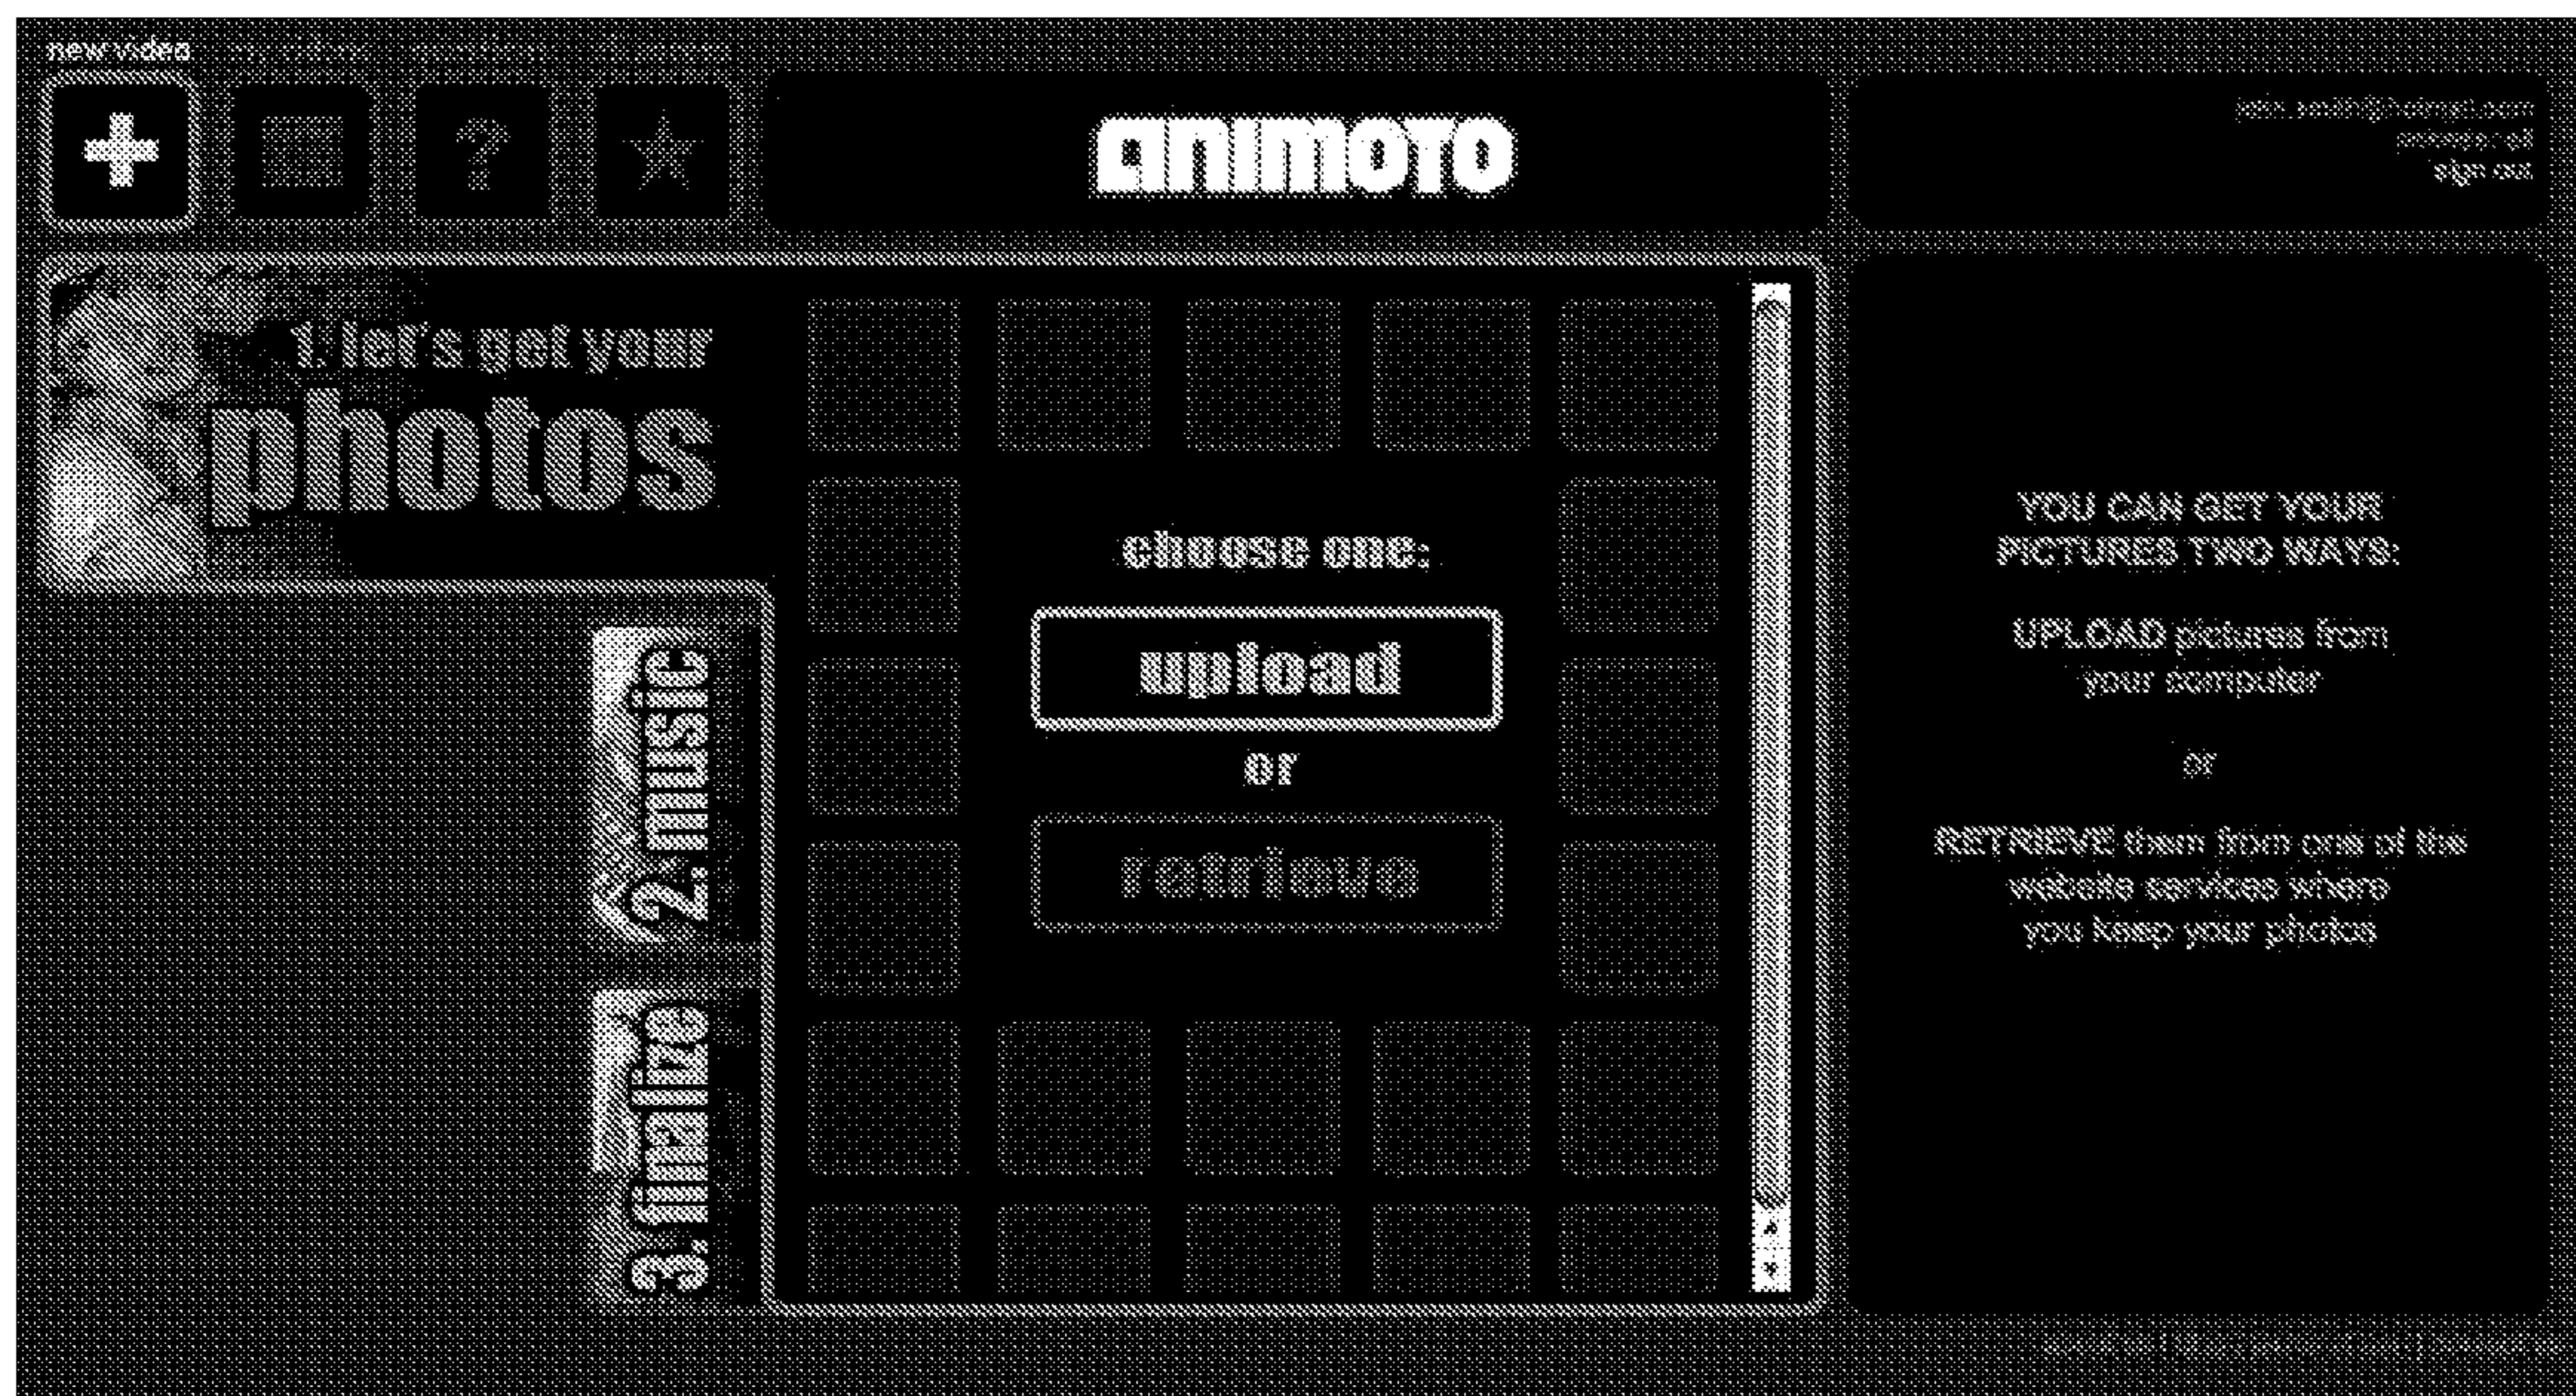 new video
ANIMOTO
sign out
1. let's get your
photos
choose one:
upload
or
retrieve
2. music
3. finalize
YOU CAN GET YOUR
PICTURES TWO WAYS:
UPLOAD pictures from
your computer
or
RETRIEVE them from one of the
website services where
you keep your photos